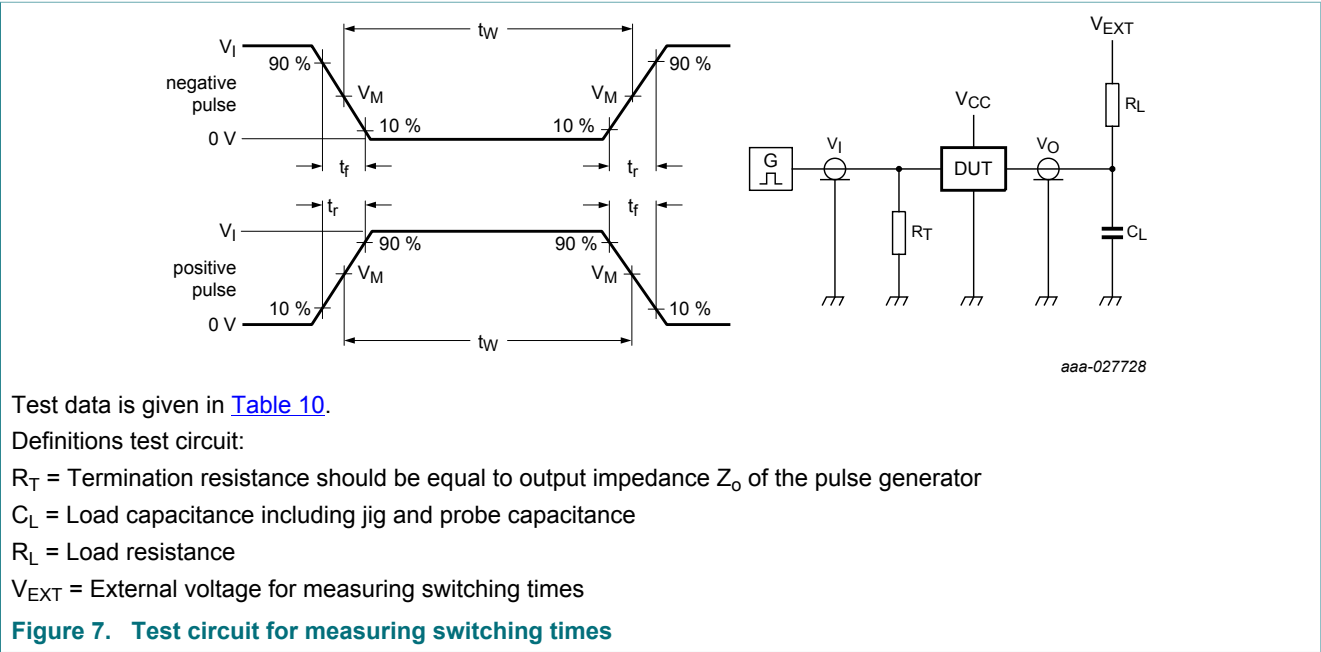 V_I
90 %
t_W
90 %
negative
pulse
V_M
V_M
10 %
10 %
0 V
t_f
t_r
t_r
t_f
V_I
90 %
90 %
positive
pulse
V_M
V_M
10 %
10 %
0 V
t_W
V_EXT
R_L
V_CC
V_I
V_O
G
DUT
R_T
C_L
aaa-027728
Test data is given in Table 10.
Definitions test circuit:
R_T = Termination resistance should be equal to output impedance Z_o of the pulse generator
C_L = Load capacitance including jig and probe capacitance
R_L = Load resistance
V_EXT = External voltage for measuring switching times
Figure 7. Test circuit for measuring switching times